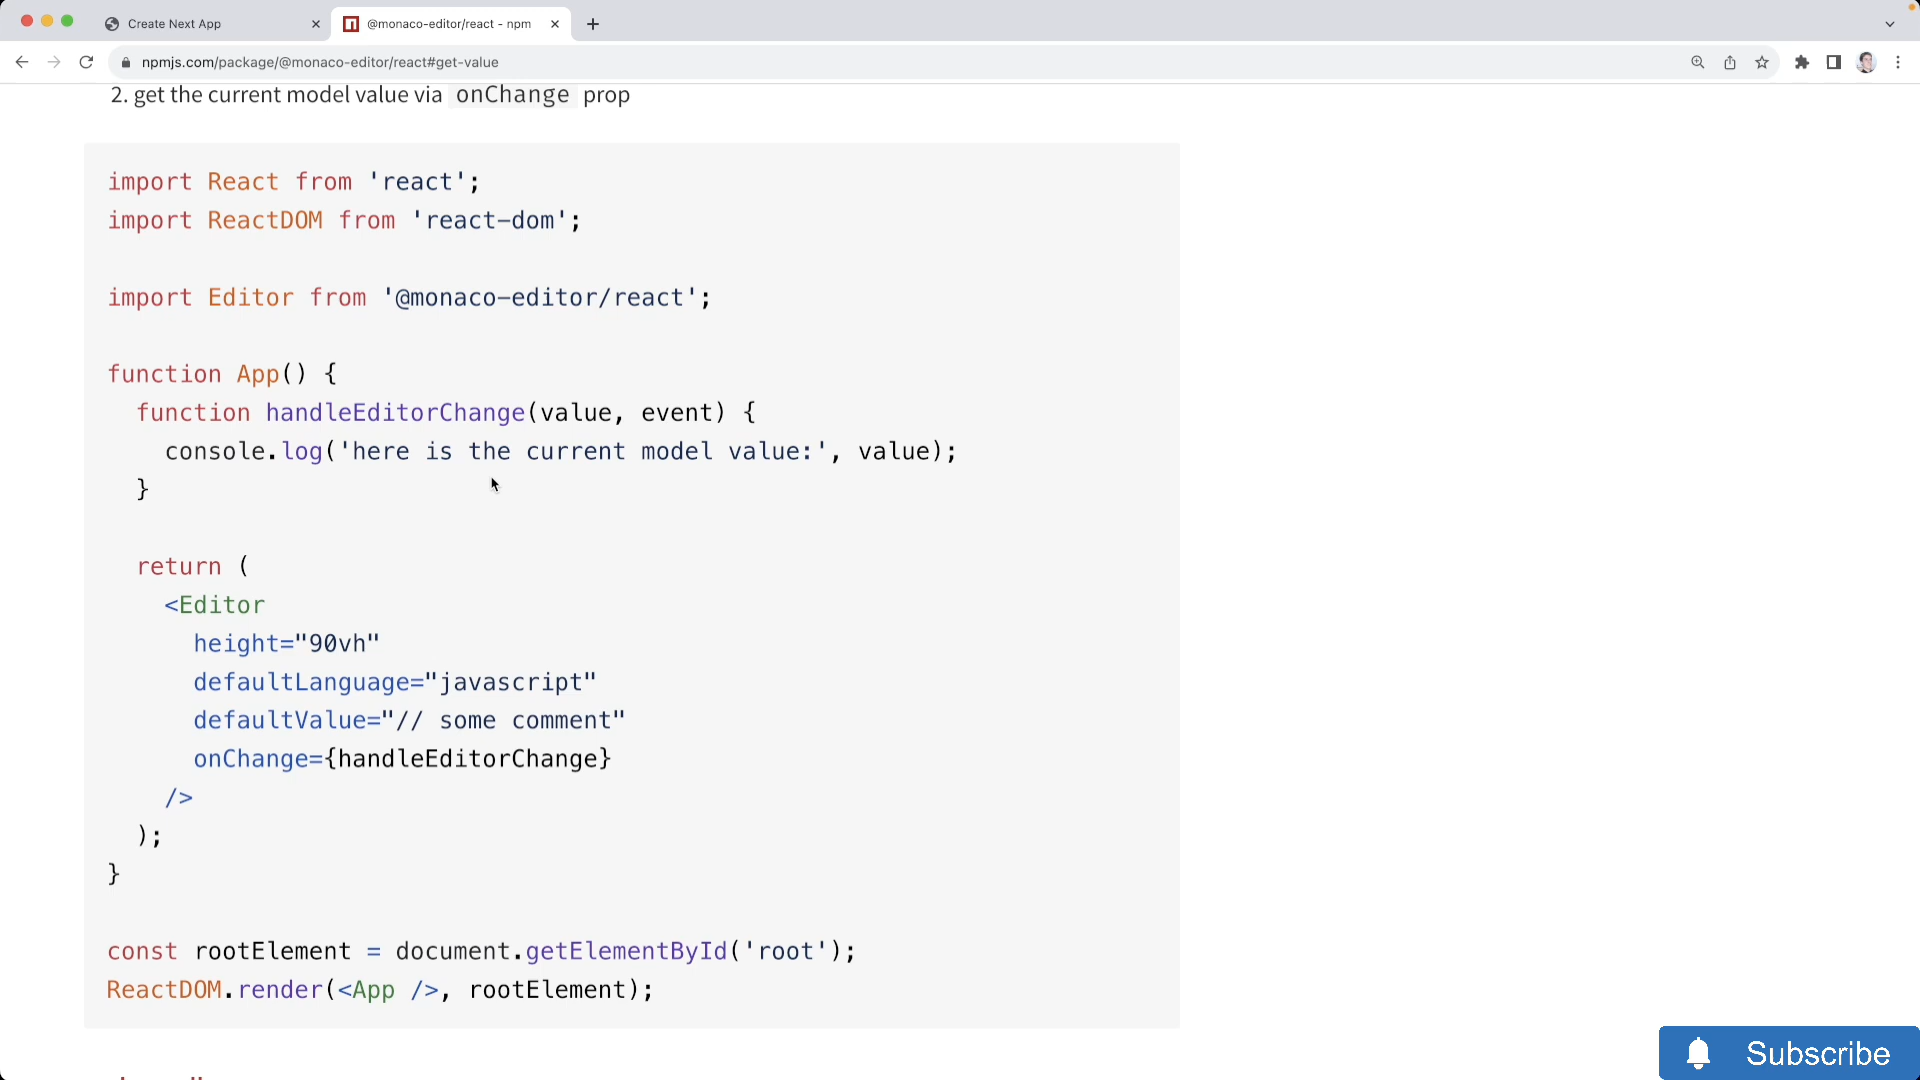 Create Next App
@monaco-editor/react - npm
npmjs.com/package/@monaco-editor/react#get-value
2. get the current model value via onChange prop
import React from 'react';
import ReactDOM from 'react-dom';
import Editor from '@monaco-editor/react';
function App() {
function handleEditorChange(value, event) {
console.log('here is the current model value:', value);
}
return (
<Editor
height="90vh"
defaultLanguage="javascript"
defaultValue="// some comment"
onChange={handleEditorChange}
/>
);
}
const rootElement = document.getElementById('root');
ReactDOM.render(<App />, rootElement);
Subscribe